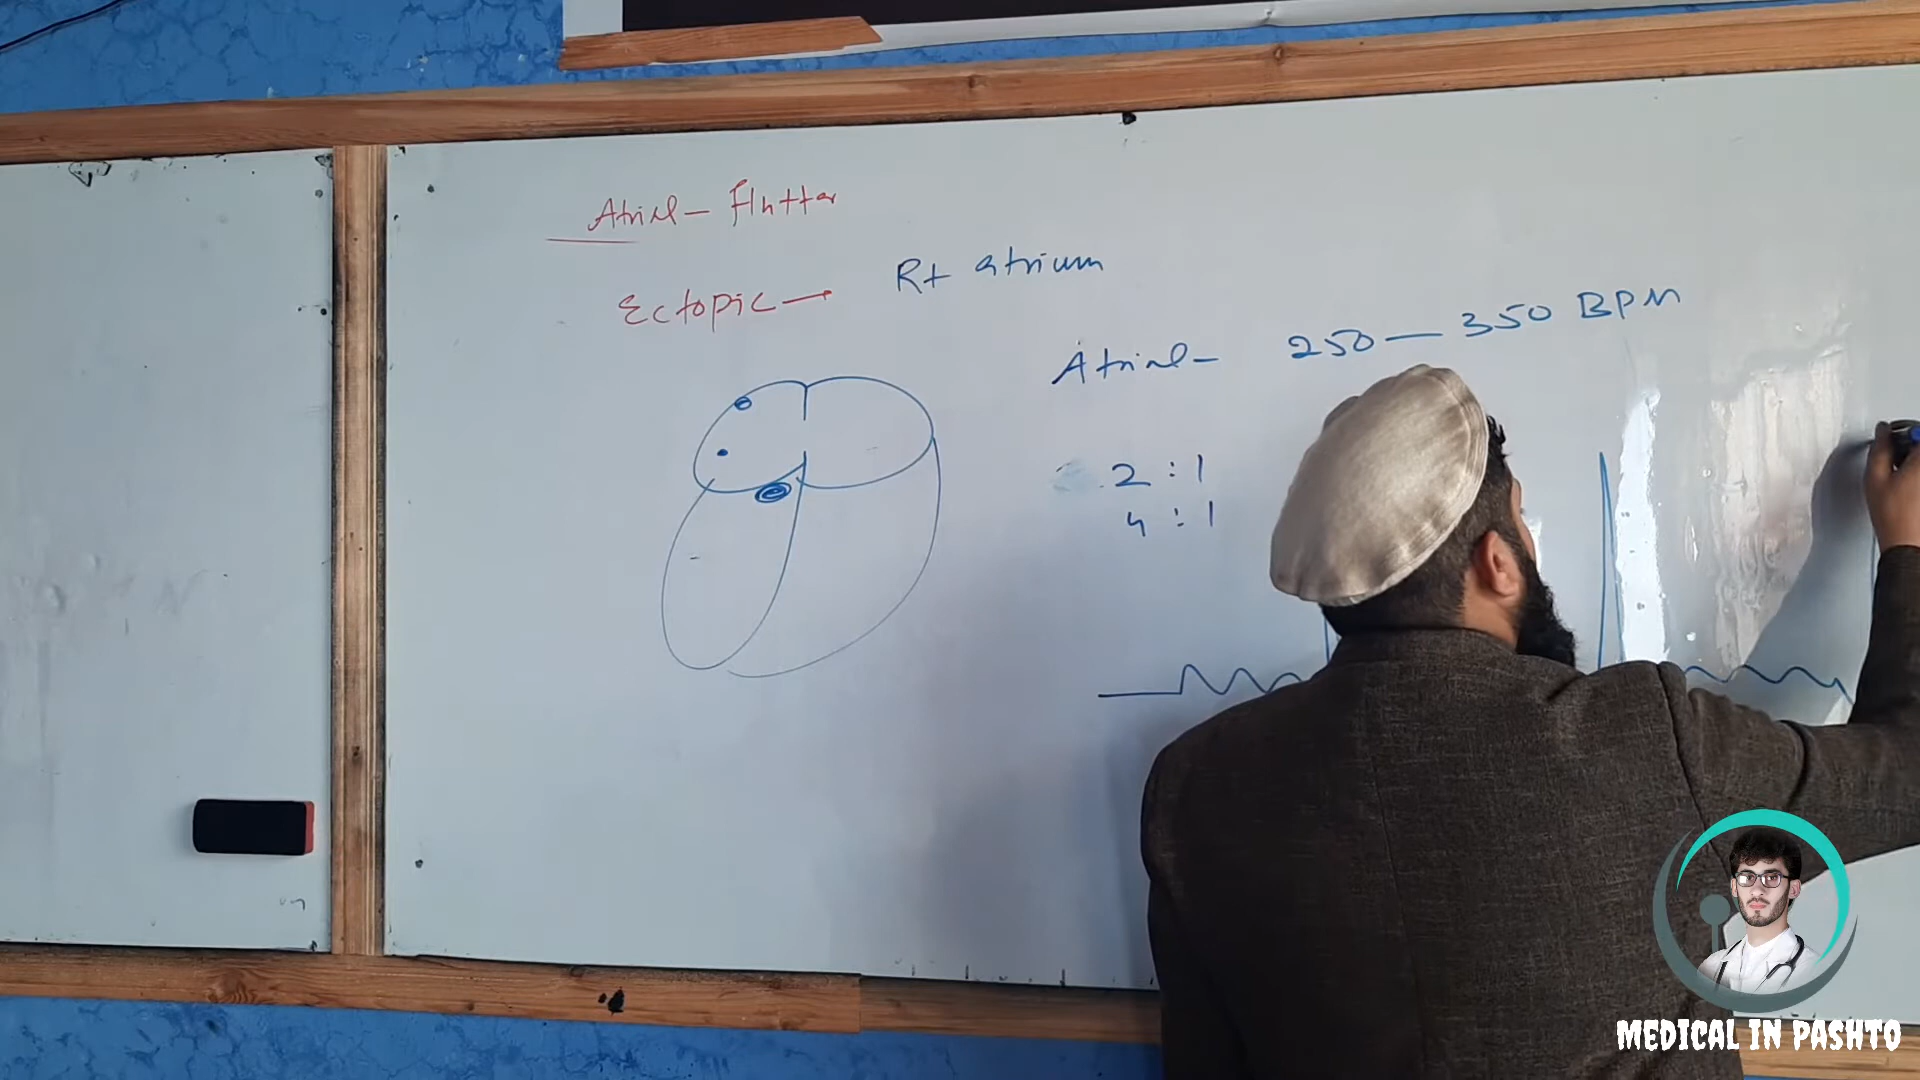 Atrial - Flutter
Ectopic → Rt atrium
Atrial - 250 — 350 BPM
2 : 1
4 : 1
MEDICAL IN PASHTO